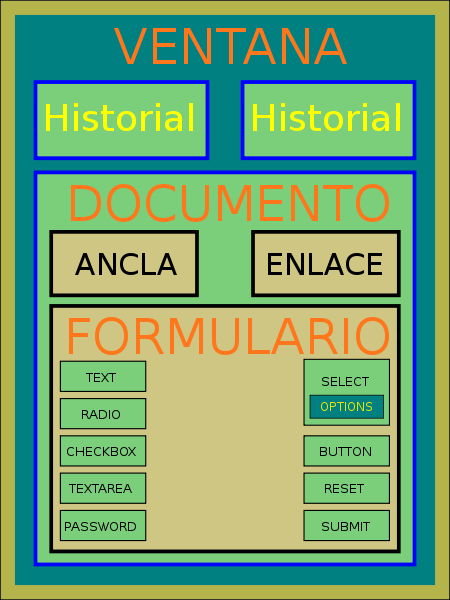 VENTANA
Historial
Historial
DOCUMENTO
ANCLA
ENLACE
FORMULARIO
TEXT
RADIO
CHECKBOX
TEXTAREA
PASSWORD
SELECT
OPTIONS
BUTTON
RESET
SUBMIT